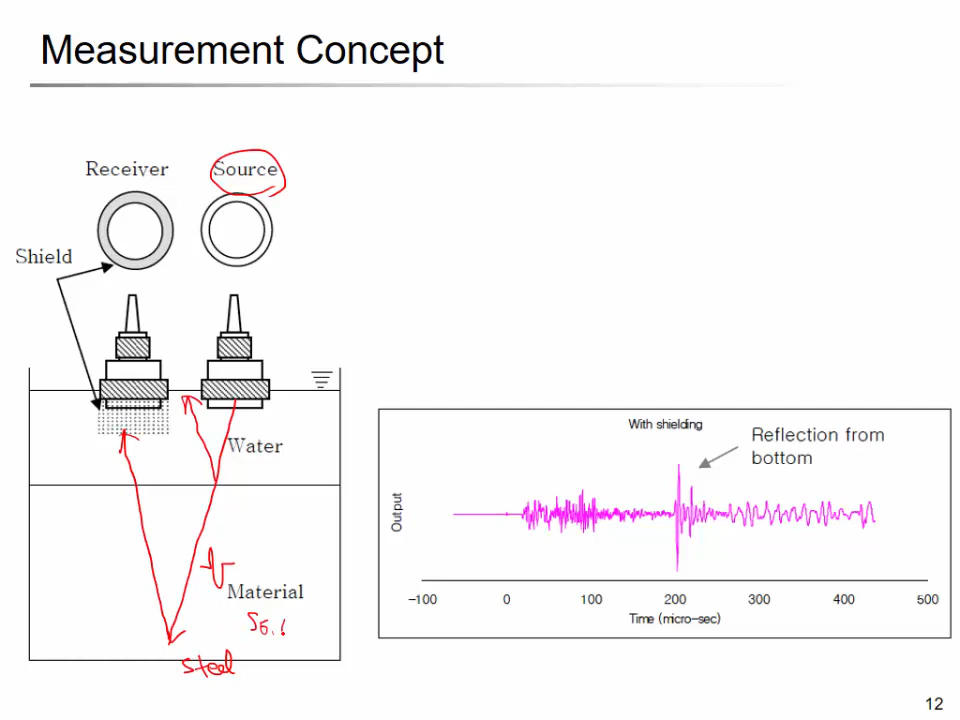 Measurement Concept
Receiver
Source
Shield
Water
Material
steel
With shielding
Reflection from
bottom
Output
-100 0 100 200 300 400 500
Time (micro-sec)
12